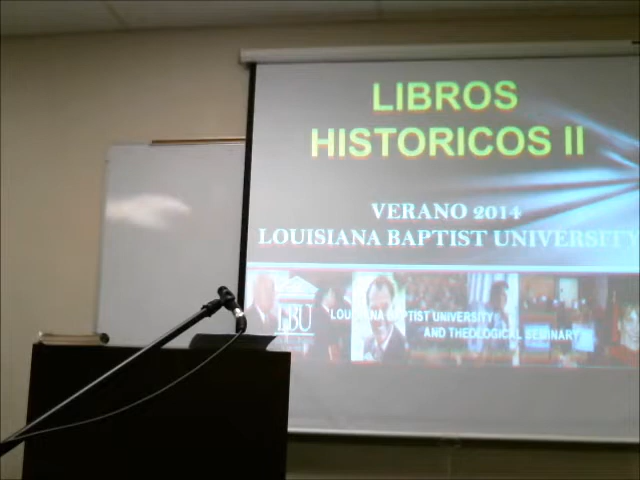 LIBROS
HISTORICOS II
VERANO 2014
LOUISIANA BAPTIST UNIVERSITY
LBU
LOUISIANA BAPTIST UNIVERSITY
AND THEOLOGICAL SEMINARY